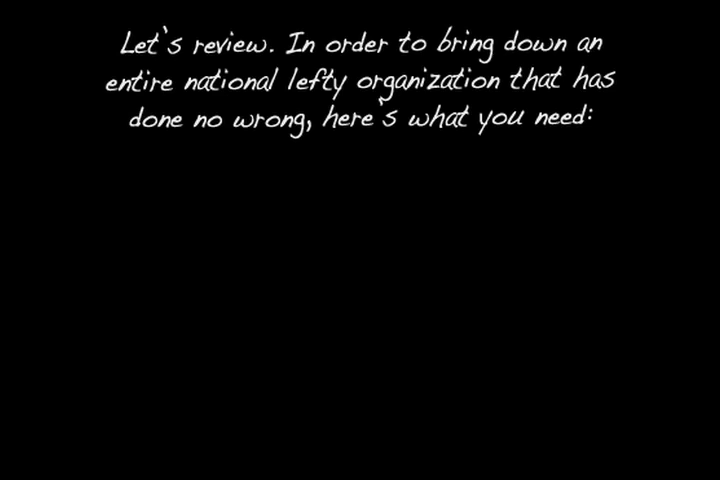 Let's review. In order to bring down an
entire national lefty organization that has
done no wrong, here's what you need: